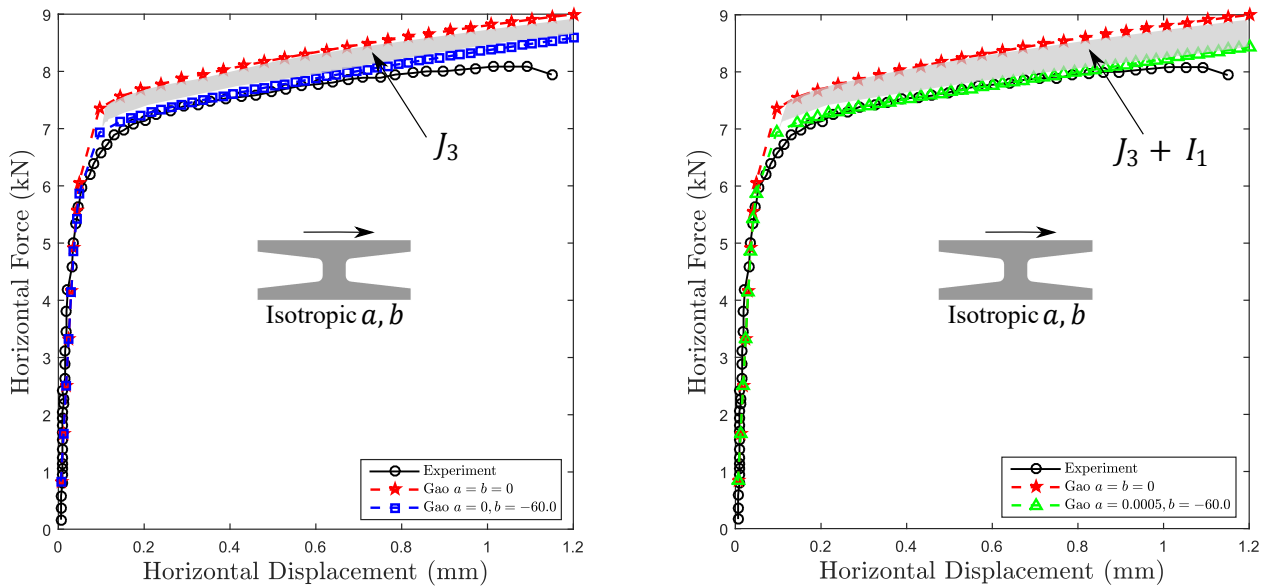 9
8
7
6
5
4
3
2
1
0
Horizontal Force (kN)
J₃
Isotropic a, b
Experiment
Gao a = b = 0
Gao a = 0, b = −60.0
0 0.2 0.4 0.6 0.8 1 1.2
Horizontal Displacement (mm)
9
8
7
6
5
4
3
2
1
0
Horizontal Force (kN)
J₃ + I₁
Isotropic a, b
Experiment
Gao a = b = 0
Gao a = 0.0005, b = −60.0
0 0.2 0.4 0.6 0.8 1 1.2
Horizontal Displacement (mm)